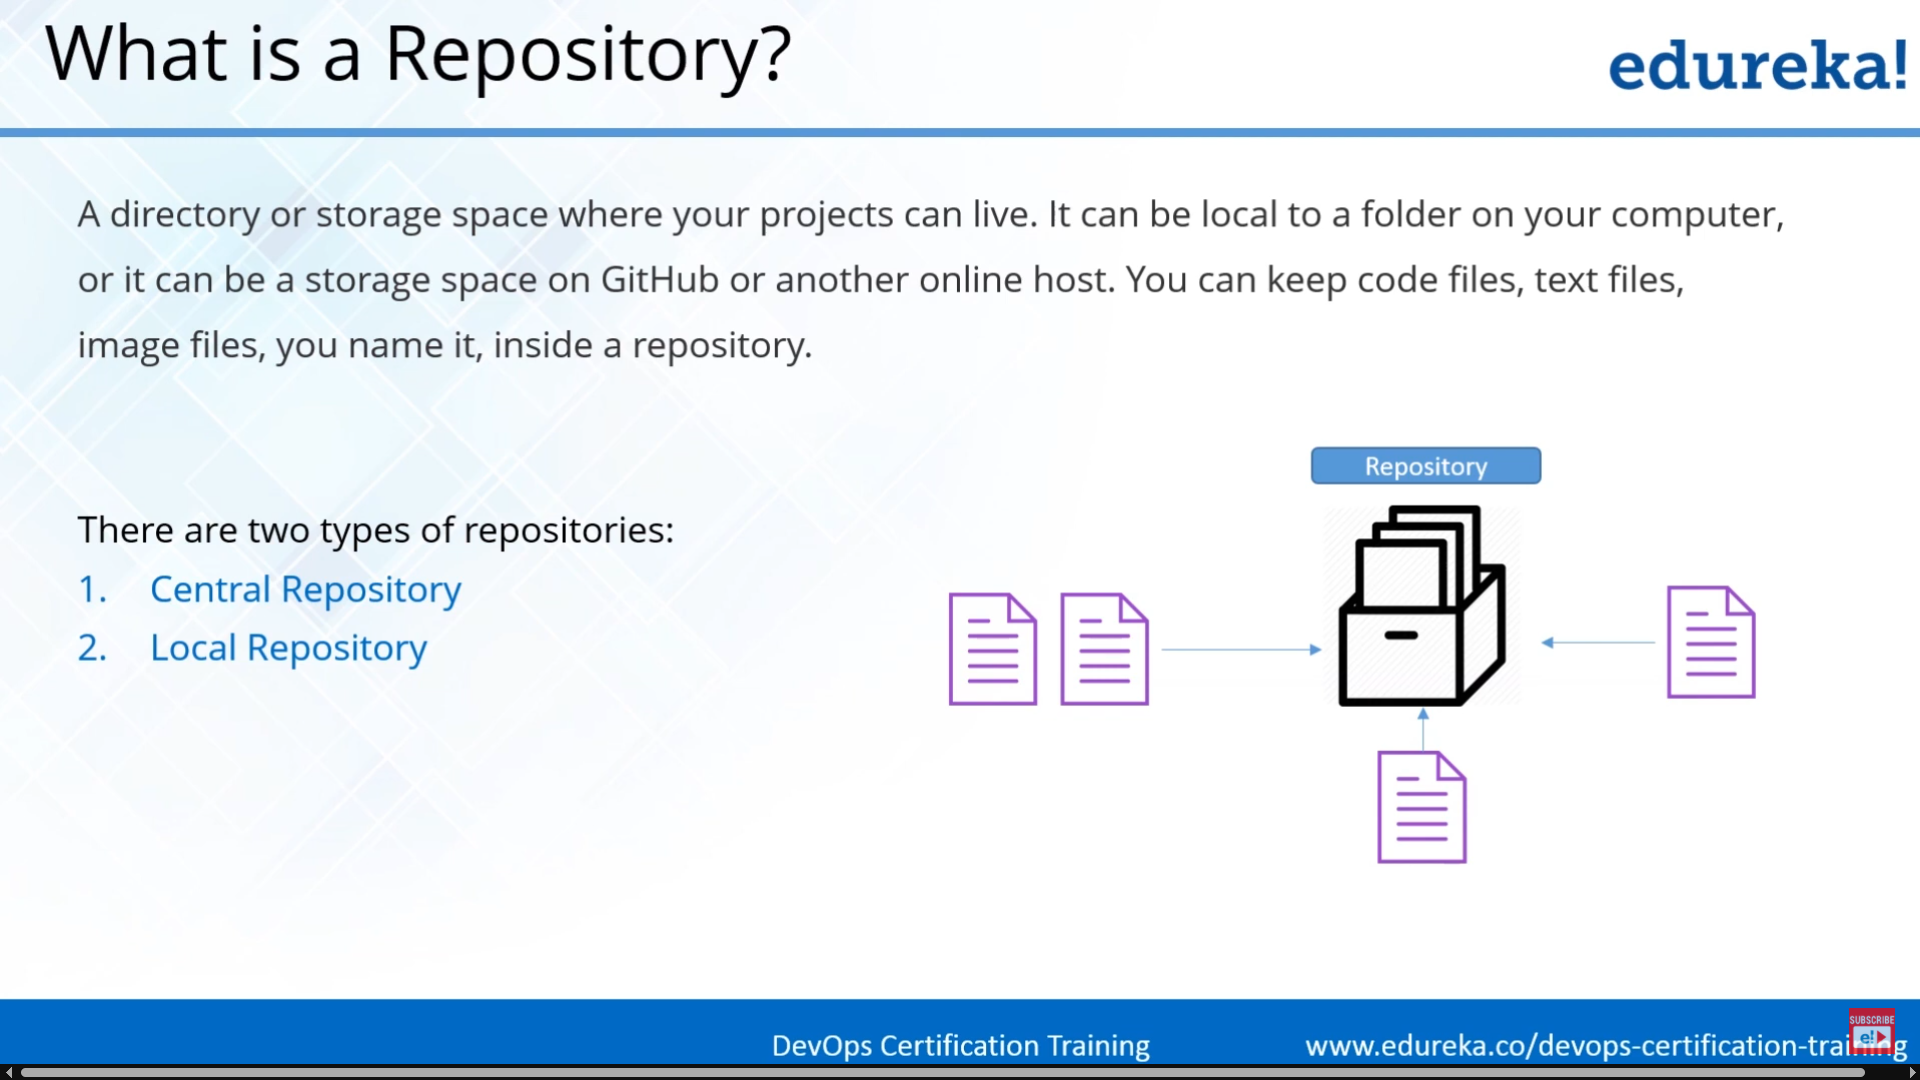 What is a Repository?
edureka!
A directory or storage space where your projects can live. It can be local to a folder on your computer,
or it can be a storage space on GitHub or another online host. You can keep code files, text files,
image files, you name it, inside a repository.
Repository
There are two types of repositories:
1. Central Repository
2. Local Repository
SUBSCRIBE
e!
DevOps Certification Training
www.edureka.co/devops-certification-training